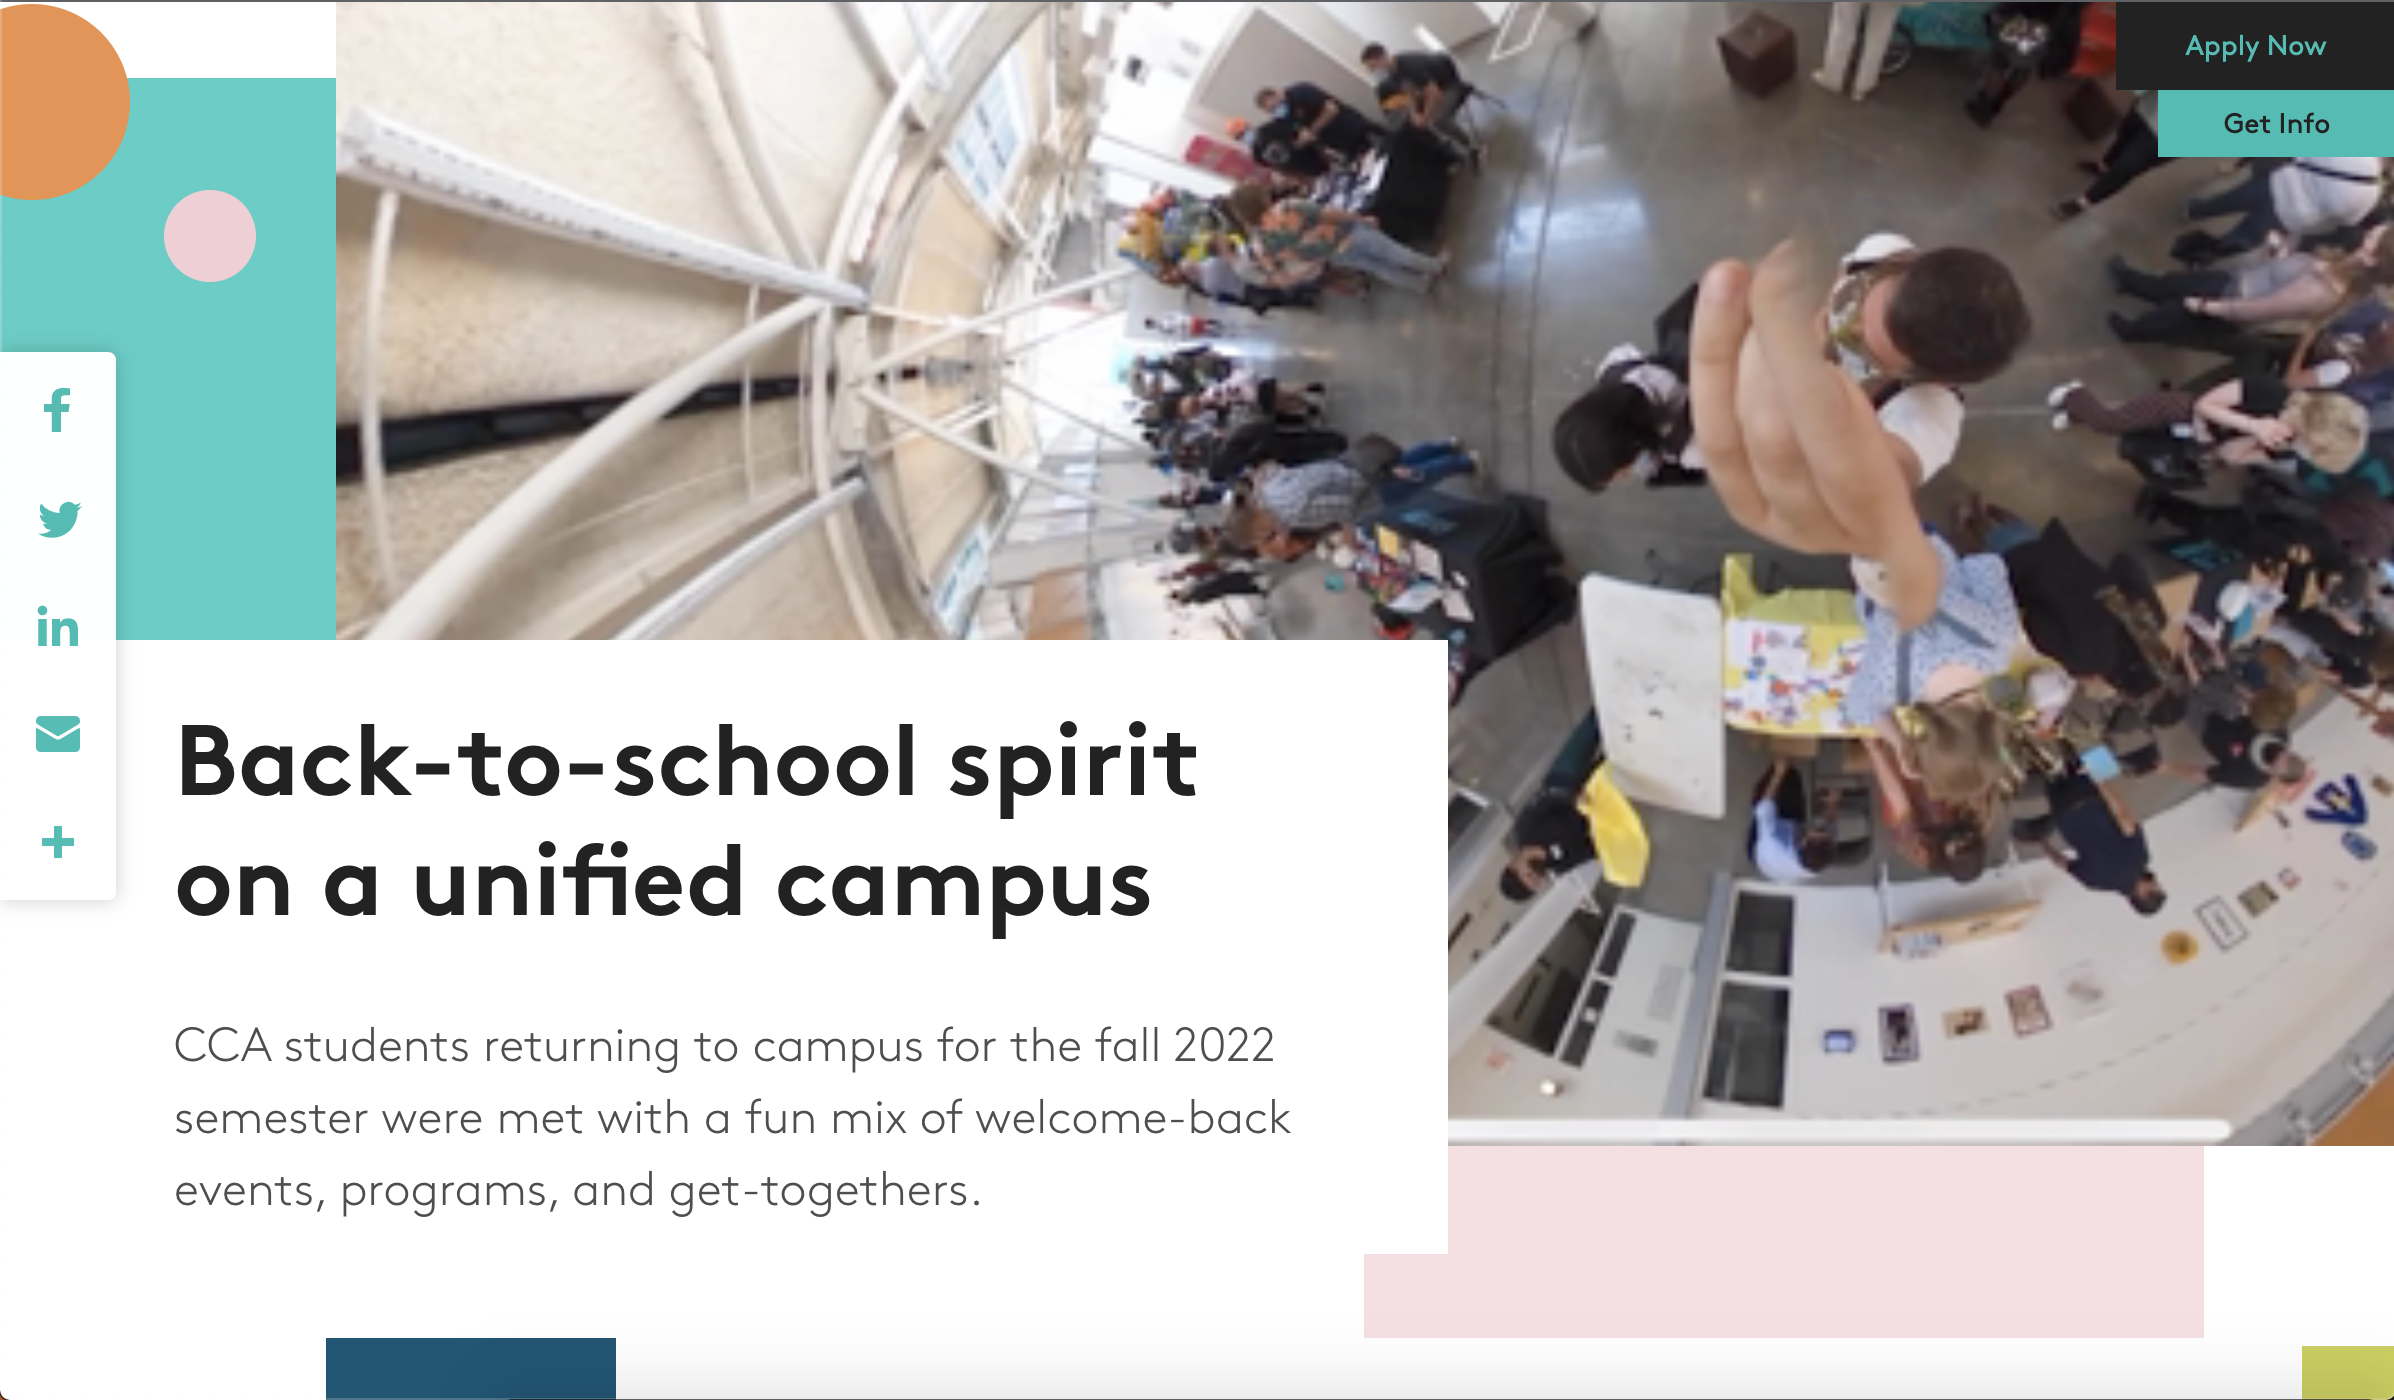 Apply Now
Get Info
Back-to-school spirit
on a unified campus
CCA students returning to campus for the fall 2022
semester were met with a fun mix of welcome-back
events, programs, and get-togethers.